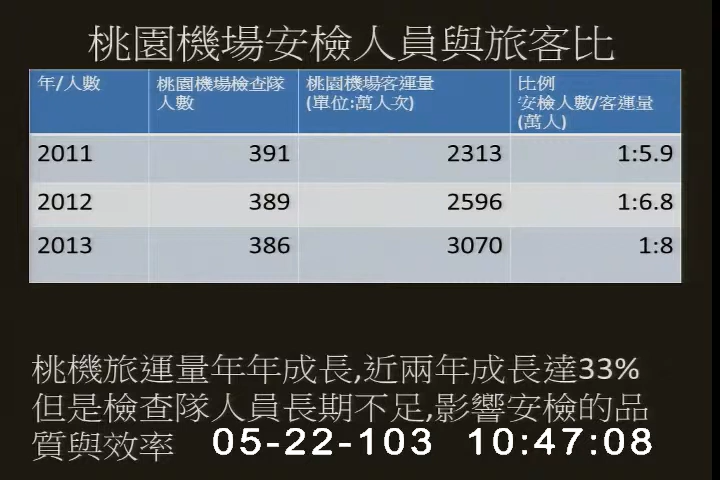 桃園機場安檢人員與旅客比
年/人數 桃園機場檢查隊人數 桃園機場客運量(單位:萬人次) 比例 安檢人數/客運量(萬人)
2011 391 2313 1:5.9
2012 389 2596 1:6.8
2013 386 3070 1:8
桃機旅運量年年成長,近兩年成長達33%
但是檢查隊人員長期不足,影響安檢的品
質與效率 05-22-103 10:47:08